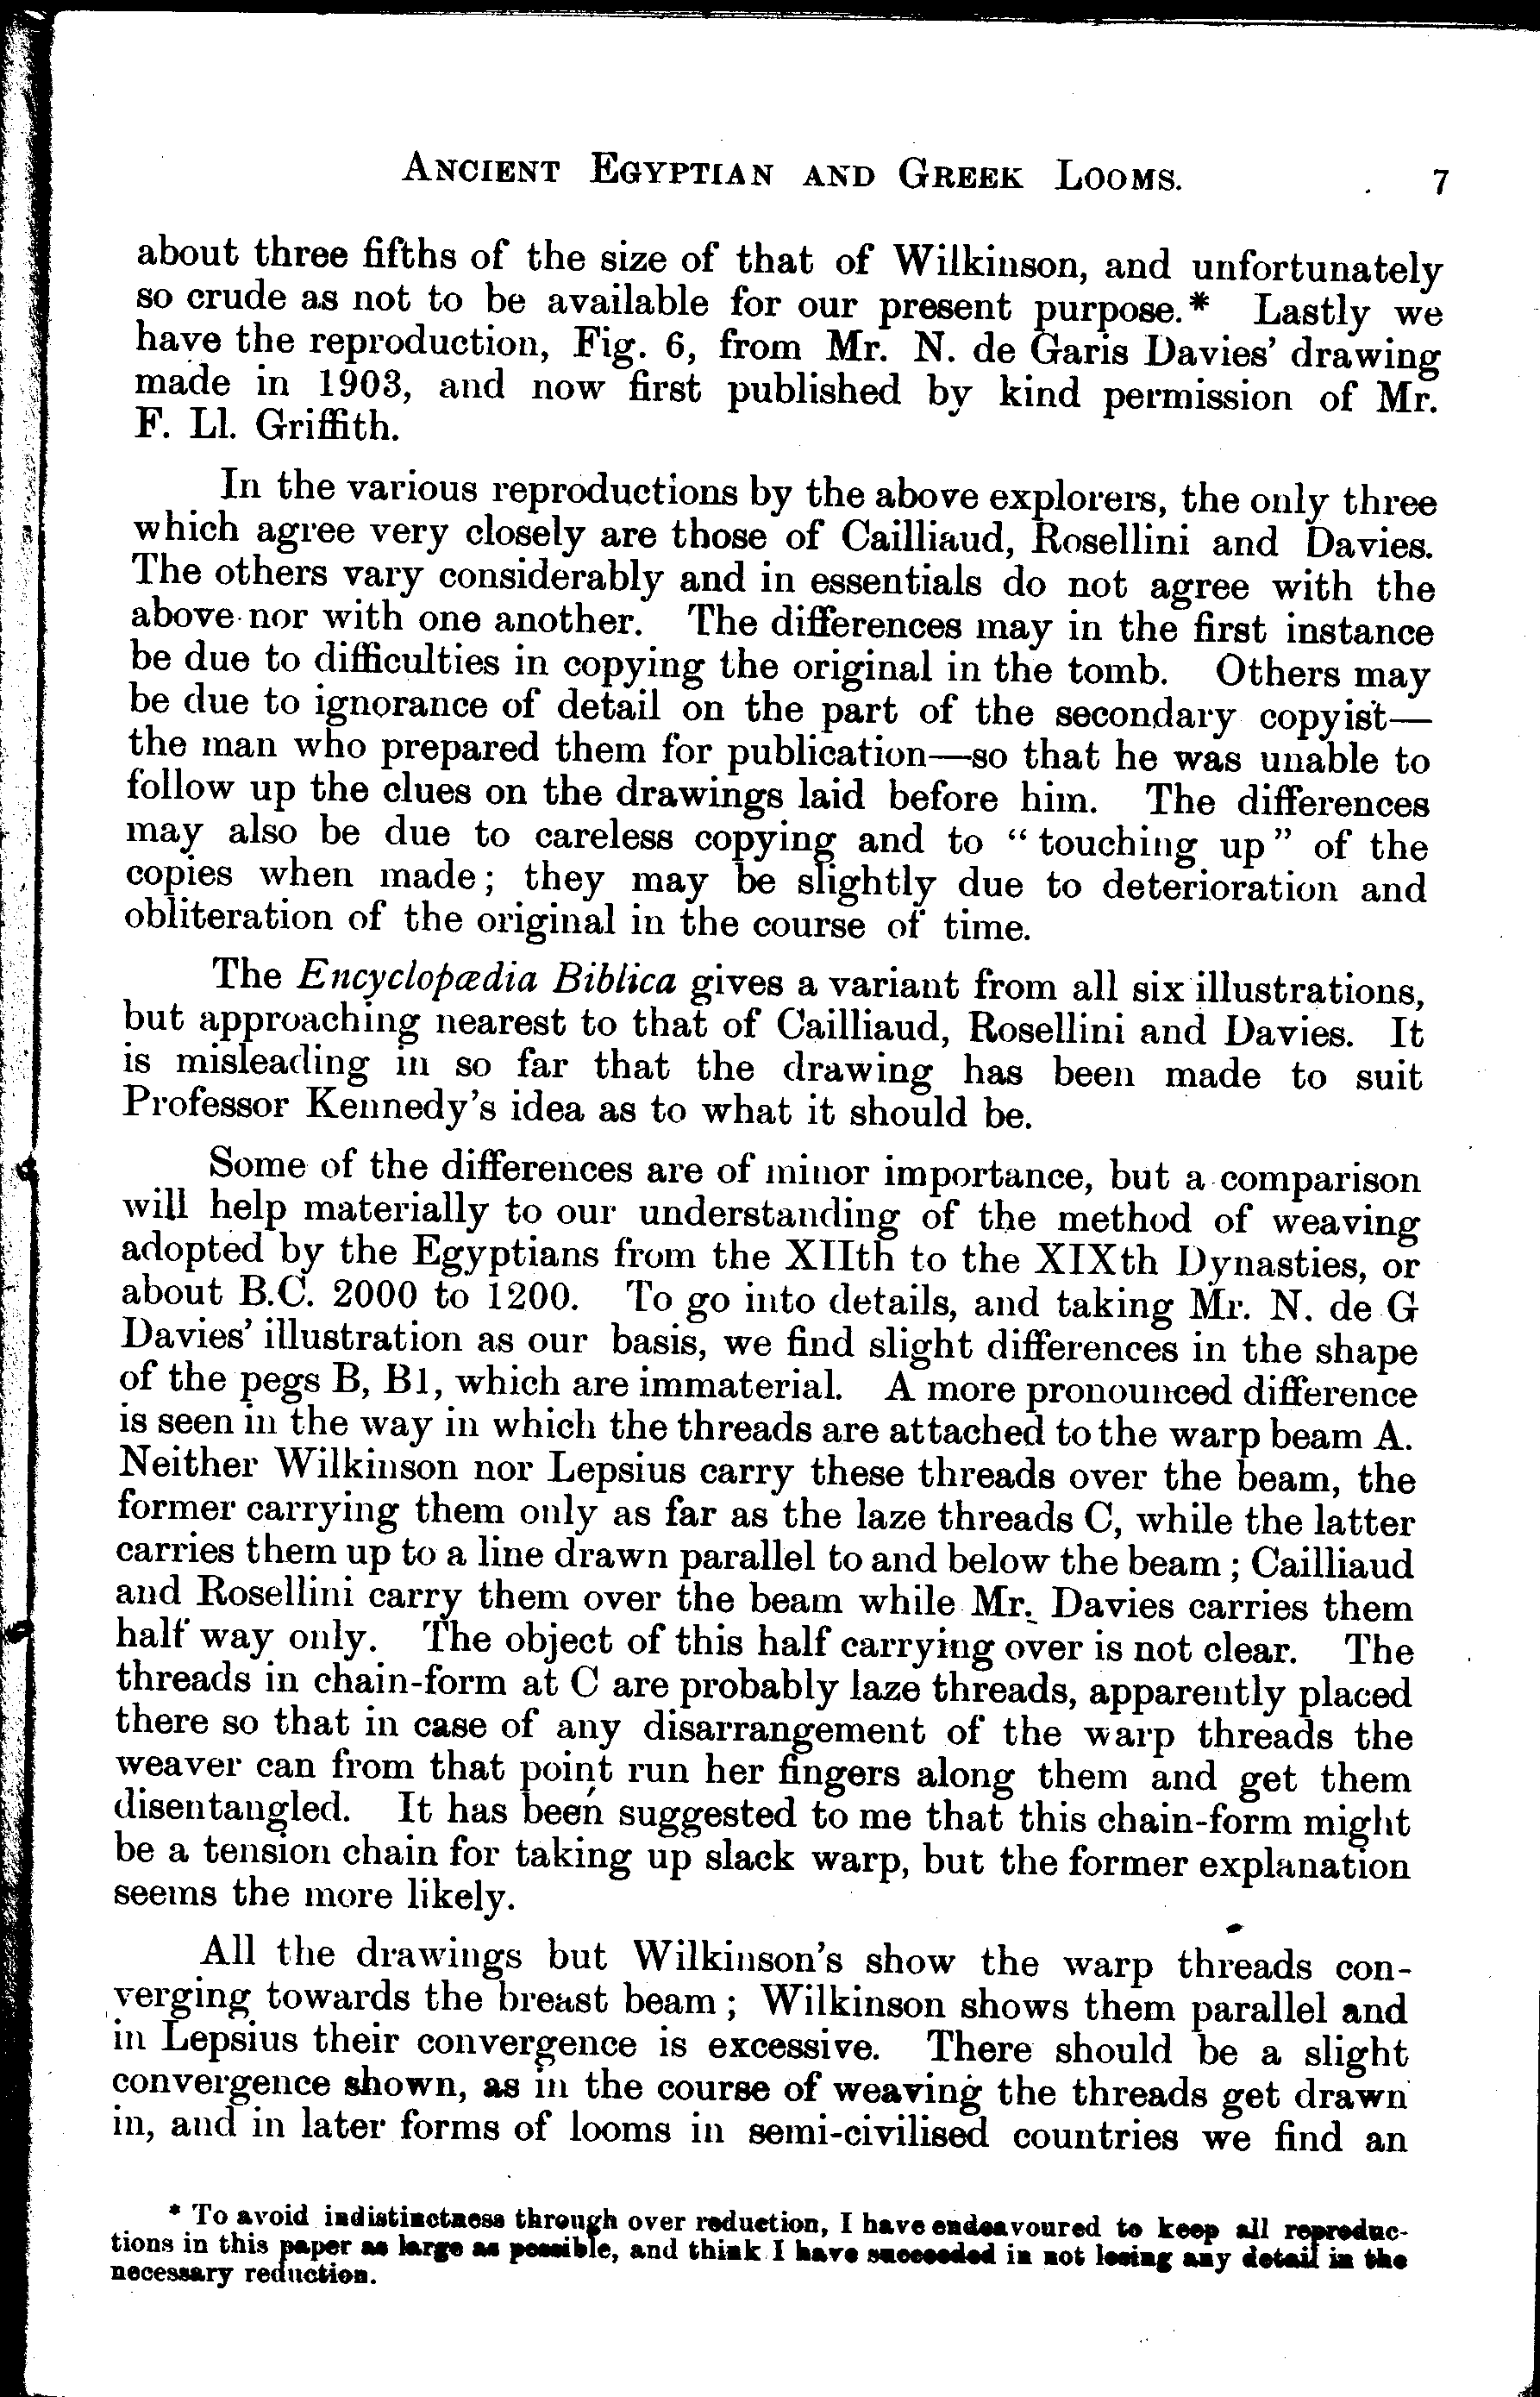 ANCIENT EGYPTIAN AND GREEK LOOMS. 7
about three fifths of the size of that of Wilkinson, and unfortunately
so crude as not to be available for our present purpose.* Lastly we
have the reproduction, Fig. 6, from Mr. N. de Garis Davies' drawing
made in 1903, and now first published by kind permission of Mr.
F. Ll. Griffith.
In the various reproductions by the above explorers, the only three
which agree very closely are those of Cailliaud, Rosellini and Davies.
The others vary considerably and in essentials do not agree with the
above nor with one another. The differences may in the first instance
be due to difficulties in copying the original in the tomb. Others may
be due to ignorance of detail on the part of the secondary copyist—
the man who prepared them for publication—so that he was unable to
follow up the clues on the drawings laid before him. The differences
may also be due to careless copying and to "touching up" of the
copies when made; they may be slightly due to deterioration and
obliteration of the original in the course of time.
The Encyclopædia Biblica gives a variant from all six illustrations,
but approaching nearest to that of Cailliaud, Rosellini and Davies. It
is misleading in so far that the drawing has been made to suit
Professor Kennedy's idea as to what it should be.
Some of the differences are of minor importance, but a comparison
will help materially to our understanding of the method of weaving
adopted by the Egyptians from the XIIth to the XIXth Dynasties, or
about B.C. 2000 to 1200. To go into details, and taking Mr. N. de G
Davies' illustration as our basis, we find slight differences in the shape
of the pegs B, B1, which are immaterial. A more pronounced difference
is seen in the way in which the threads are attached to the warp beam A.
Neither Wilkinson nor Lepsius carry these threads over the beam, the
former carrying them only as far as the laze threads C, while the latter
carries them up to a line drawn parallel to and below the beam; Cailliaud
and Rosellini carry them over the beam while Mr. Davies carries them
half way only. The object of this half carrying over is not clear. The
threads in chain-form at C are probably laze threads, apparently placed
there so that in case of any disarrangement of the warp threads the
weaver can from that point run her fingers along them and get them
disentangled. It has been suggested to me that this chain-form might
be a tension chain for taking up slack warp, but the former explanation
seems the more likely.
All the drawings but Wilkinson's show the warp threads con-
verging towards the breast beam; Wilkinson shows them parallel and
in Lepsius their convergence is excessive. There should be a slight
convergence shown, as in the course of weaving the threads get drawn
in, and in later forms of looms in semi-civilised countries we find an
* To avoid indistinctness through over reduction, I have endeavoured to keep all reproduc-
tions in this paper as large as possible, and think I have succeeded in not losing any detail in the
necessary reduction.